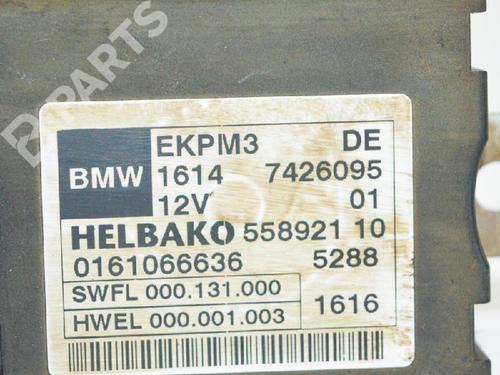 B-PARTS
EKPM3 DE
BMW 1614 7426095
12V 01
HELBAKO 558921 10
0161066636 5288
SWFL 000.131.000
HWEL 000.001.003 1616